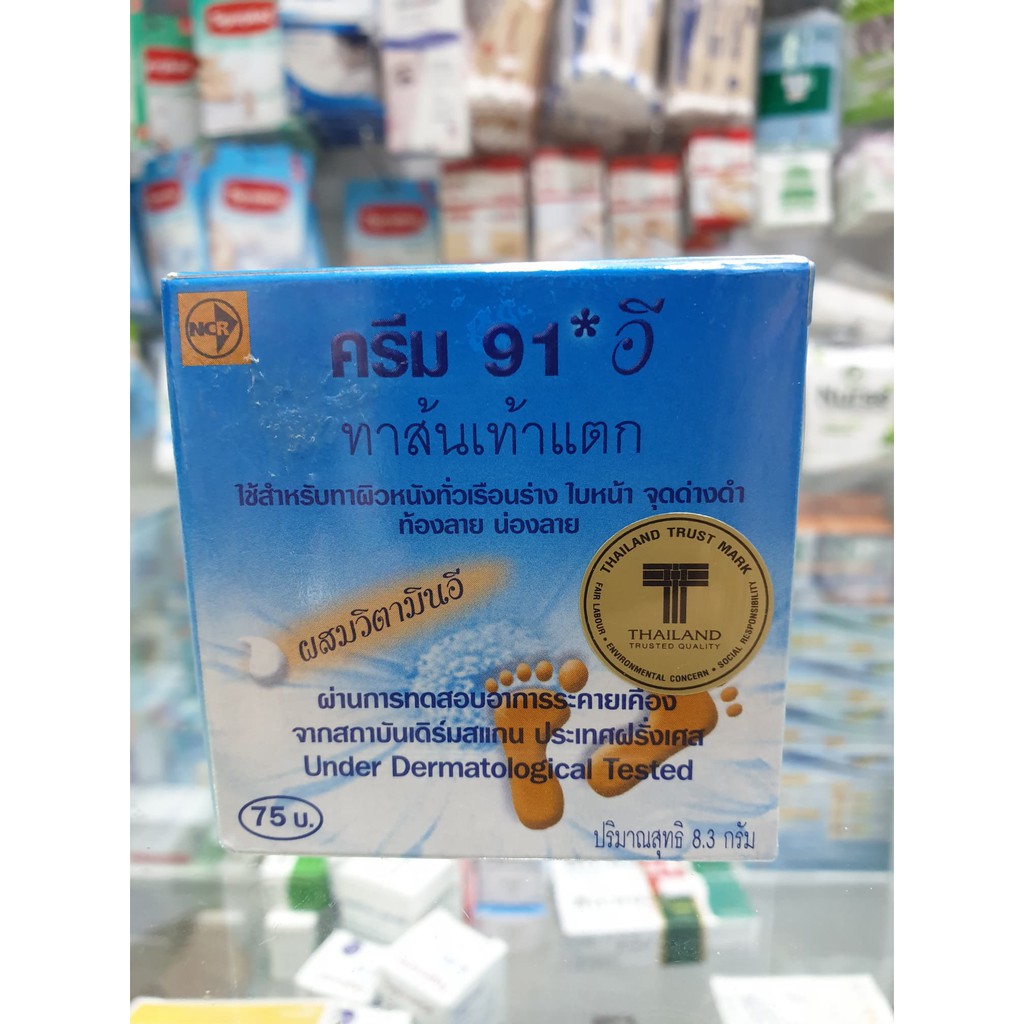 NCR
ครีม 91* อี
ทาส้นเท้าแตก
ใช้สำหรับทาผิวหนังทั่วเรือนร่าง ใบหน้า จุดด่างดำ
ท้องลาย น่องลาย
ผสมวิตามินอี
THAILAND TRUST MARK
THAILAND
TRUSTED QUALITY
FAIR LABOUR • ENVIRONMENTAL CONCERN • SOCIAL RESPONSIBILITY
ผ่านการทดสอบอาการระคายเคือง
จากสถาบันเดิร์มสแถน ประเทศฝรั่งเศส
Under Dermatological Tested
75 บ.
ปริมาณสุทธิ 8.3 กรัม